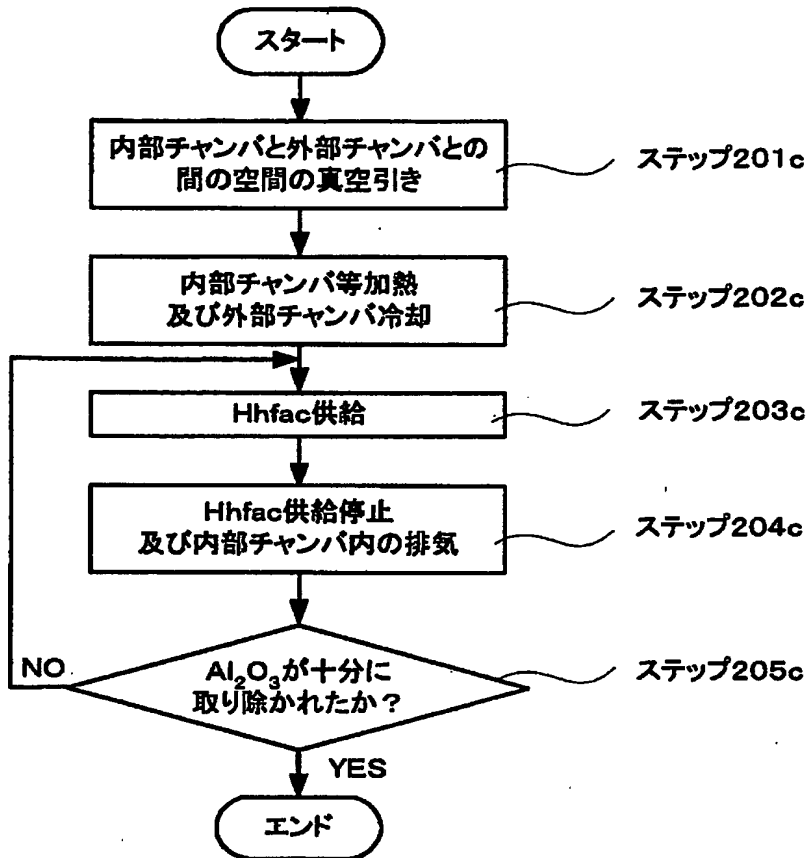 スタート
内部チャンバと外部チャンバとの
間の空間の真空引き
ステップ201c
内部チャンバ等加熱
及び外部チャンバ冷却
ステップ202c
Hhfac供給
ステップ203c
Hhfac供給停止
及び内部チャンバ内の排気
ステップ204c
NO
Al₂O₃が十分に
取り除かれたか？
ステップ205c
YES
エンド